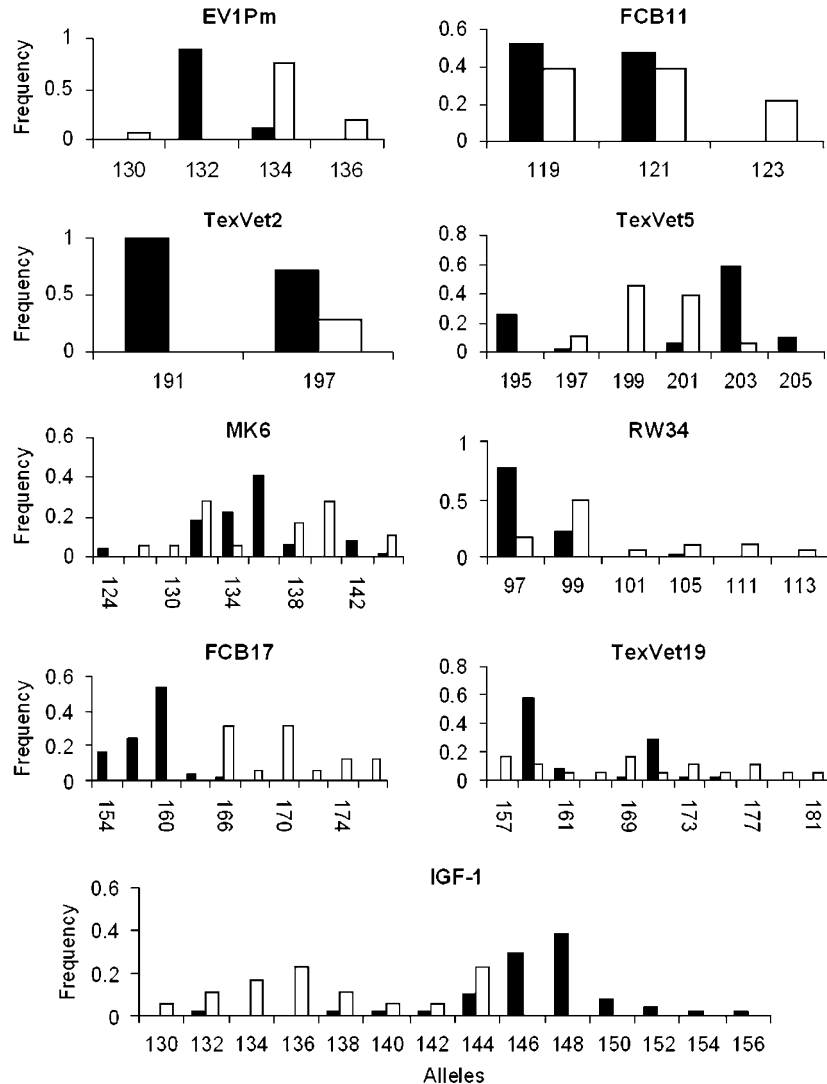 EV1Pm
FCB11
Frequency
1
0.5
0
130 132 134 136
0.6
0.4
0.2
0
119 121 123
TexVet2
TexVet5
Frequency
1
0.5
0
191 197
0.8
0.6
0.4
0.2
0
195 197 199 201 203 205
MK6
RW34
Frequency
0.6
0.4
0.2
0
124 130 134 138 142
1
0.5
0
97 99 101 105 111 113
FCB17
TexVet19
Frequency
0.6
0.4
0.2
0
154 160 166 170 174
0.8
0.6
0.4
0.2
0
157 161 169 173 177 181
IGF-1
Frequency
0.6
0.4
0.2
0
130 132 134 136 138 140 142 144 146 148 150 152 154 156
Alleles